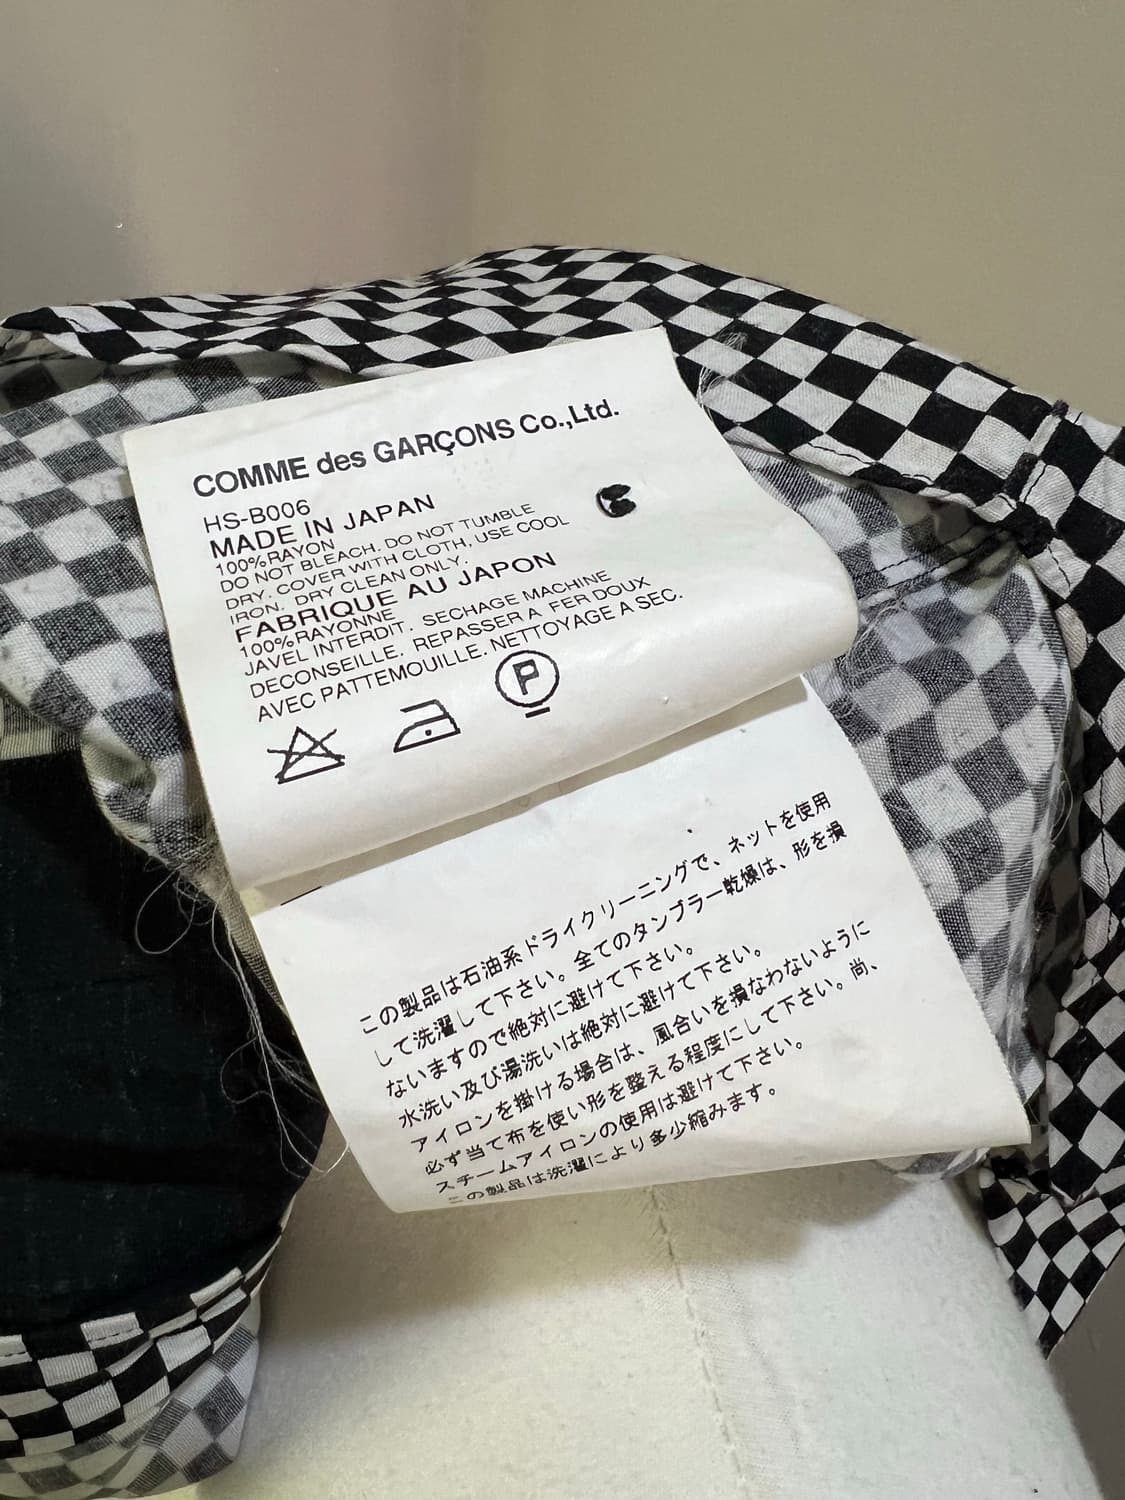 COMME des GARÇONS Co.,Ltd.
HS-B006
MADE IN JAPAN
100%RAYON
DO NOT BLEACH. DO NOT TUMBLE
DRY. COVER WITH CLOTH, USE COOL
IRON. DRY CLEAN ONLY.
FABRIQUE AU JAPON
100%RAYONNE
JAVEL INTERDIT. SECHAGE MACHINE
DECONSEILLE. REPASSER A FER DOUX
AVEC PATTEMOUILLE. NETTOYAGE A SEC.
P
この製品は石油系ドライクリーニングで、ネットを使用
して洗濯して下さい。全てのタンブラー乾燥は、形を損
ないますので絶対に避けて下さい。
水洗い及び湯洗いは絶対に避けて下さい。
アイロンを掛ける場合は、風合いを損なわないように
必ず当て布を使い形を整える程度にして下さい。尚、
スチームアイロンの使用は避けて下さい。
この製品は洗濯により多少縮みます。